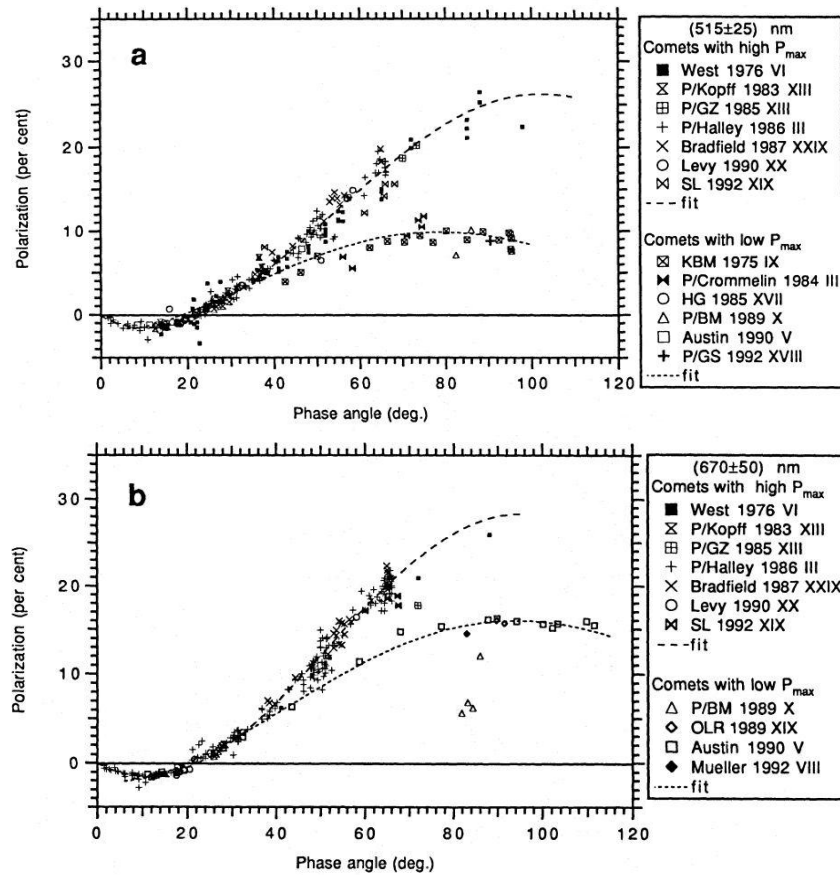 a
Polarization (per cent)
30
20
10
0
0 20 40 60 80 100 120
Phase angle (deg.)
(515±25) nm
Comets with high Pmax
West 1976 VI
P/Kopff 1983 XIII
P/GZ 1985 XIII
P/Halley 1986 III
Bradfield 1987 XXIX
Levy 1990 XX
SL 1992 XIX
fit
Comets with low Pmax
KBM 1975 IX
P/Crommelin 1984 III
HG 1985 XVII
P/BM 1989 X
Austin 1990 V
P/GS 1992 XVIII
fit
b
Polarization (per cent)
30
20
10
0
0 20 40 60 80 100 120
Phase angle (deg.)
(670±50) nm
Comets with high Pmax
West 1976 VI
P/Kopff 1983 XIII
P/GZ 1985 XIII
P/Halley 1986 III
Bradfield 1987 XXIX
Levy 1990 XX
SL 1992 XIX
fit
Comets with low Pmax
P/BM 1989 X
OLR 1989 XIX
Austin 1990 V
Mueller 1992 VIII
fit